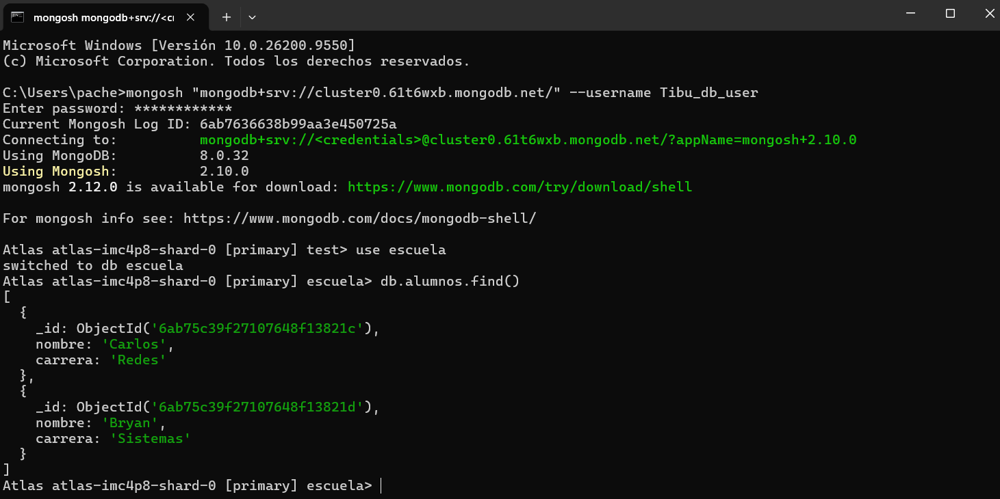 mongosh mongodb+srv://<cr
Microsoft Windows [Versión 10.0.26200.9550]
(c) Microsoft Corporation. Todos los derechos reservados.
C:\Users\pache>mongosh "mongodb+srv://cluster0.61t6wxb.mongodb.net/" --username Tibu_db_user
Enter password: ************
Current Mongosh Log ID: 6ab7636638b99aa3e450725a
Connecting to:          mongodb+srv://<credentials>@cluster0.61t6wxb.mongodb.net/?appName=mongosh+2.10.0
Using MongoDB:          8.0.32
Using Mongosh:          2.10.0
mongosh 2.12.0 is available for download: https://www.mongodb.com/try/download/shell
For mongosh info see: https://www.mongodb.com/docs/mongodb-shell/
Atlas atlas-imc4p8-shard-0 [primary] test> use escuela
switched to db escuela
Atlas atlas-imc4p8-shard-0 [primary] escuela> db.alumnos.find()
[
  {
    _id: ObjectId('6ab75c39f27107648f13821c'),
    nombre: 'Carlos',
    carrera: 'Redes'
  },
  {
    _id: ObjectId('6ab75c39f27107648f13821d'),
    nombre: 'Bryan',
    carrera: 'Sistemas'
  }
]
Atlas atlas-imc4p8-shard-0 [primary] escuela>